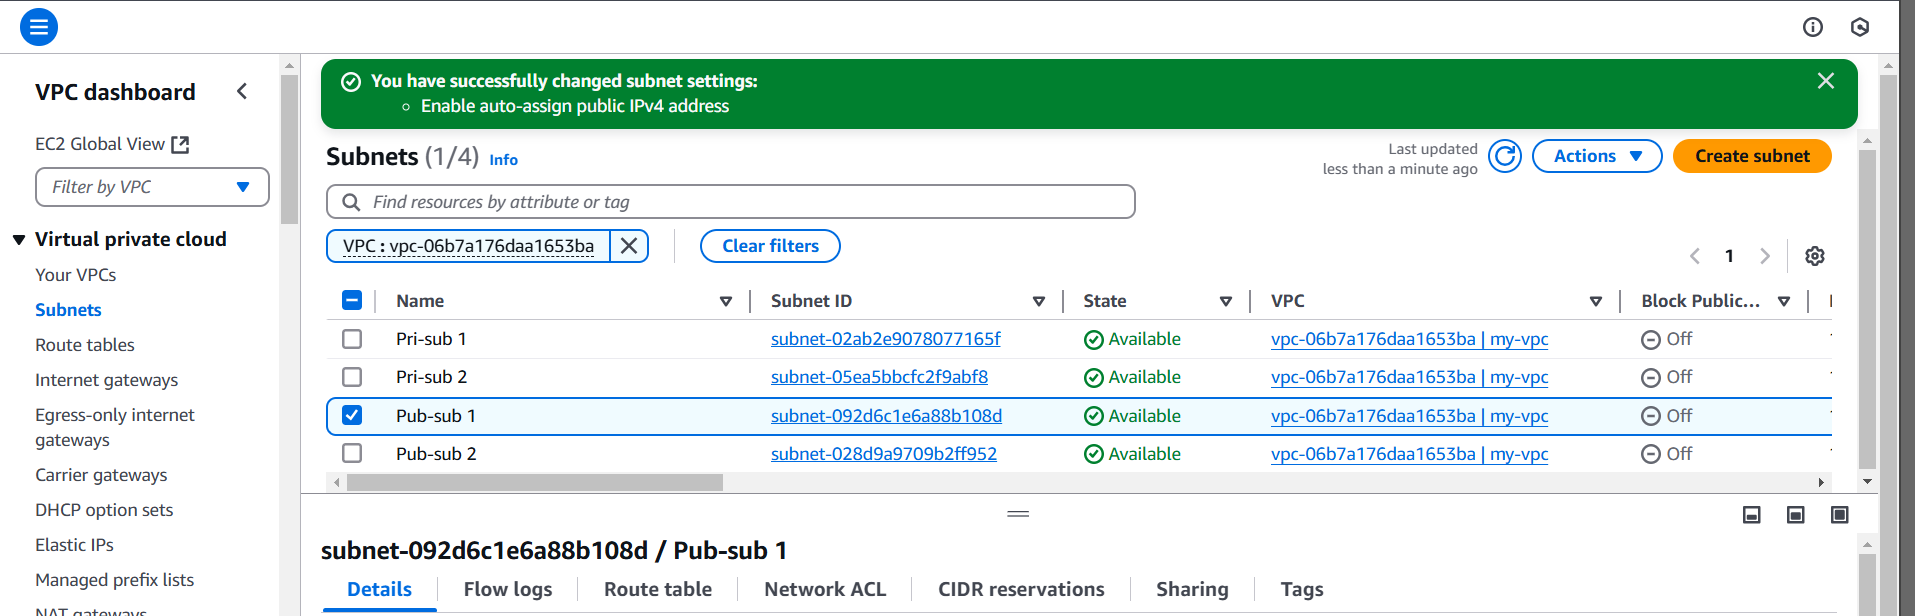 VPC dashboard
EC2 Global View
Filter by VPC
Virtual private cloud
Your VPCs
Subnets
Route tables
Internet gateways
Egress-only internet
gateways
Carrier gateways
DHCP option sets
Elastic IPs
Managed prefix lists
NAT gateways
You have successfully changed subnet settings:
Enable auto-assign public IPv4 address
Subnets (1/4) Info
Last updated
less than a minute ago
Actions
Create subnet
Find resources by attribute or tag
VPC : vpc-06b7a176daa1653ba
Clear filters
1
Name Subnet ID State VPC Block Public...
Pri-sub 1 subnet-02ab2e9078077165f Available vpc-06b7a176daa1653ba | my-vpc Off
Pri-sub 2 subnet-05ea5bbcfc2f9abf8 Available vpc-06b7a176daa1653ba | my-vpc Off
Pub-sub 1 subnet-092d6c1e6a88b108d Available vpc-06b7a176daa1653ba | my-vpc Off
Pub-sub 2 subnet-028d9a9709b2ff952 Available vpc-06b7a176daa1653ba | my-vpc Off
subnet-092d6c1e6a88b108d / Pub-sub 1
Details Flow logs Route table Network ACL CIDR reservations Sharing Tags